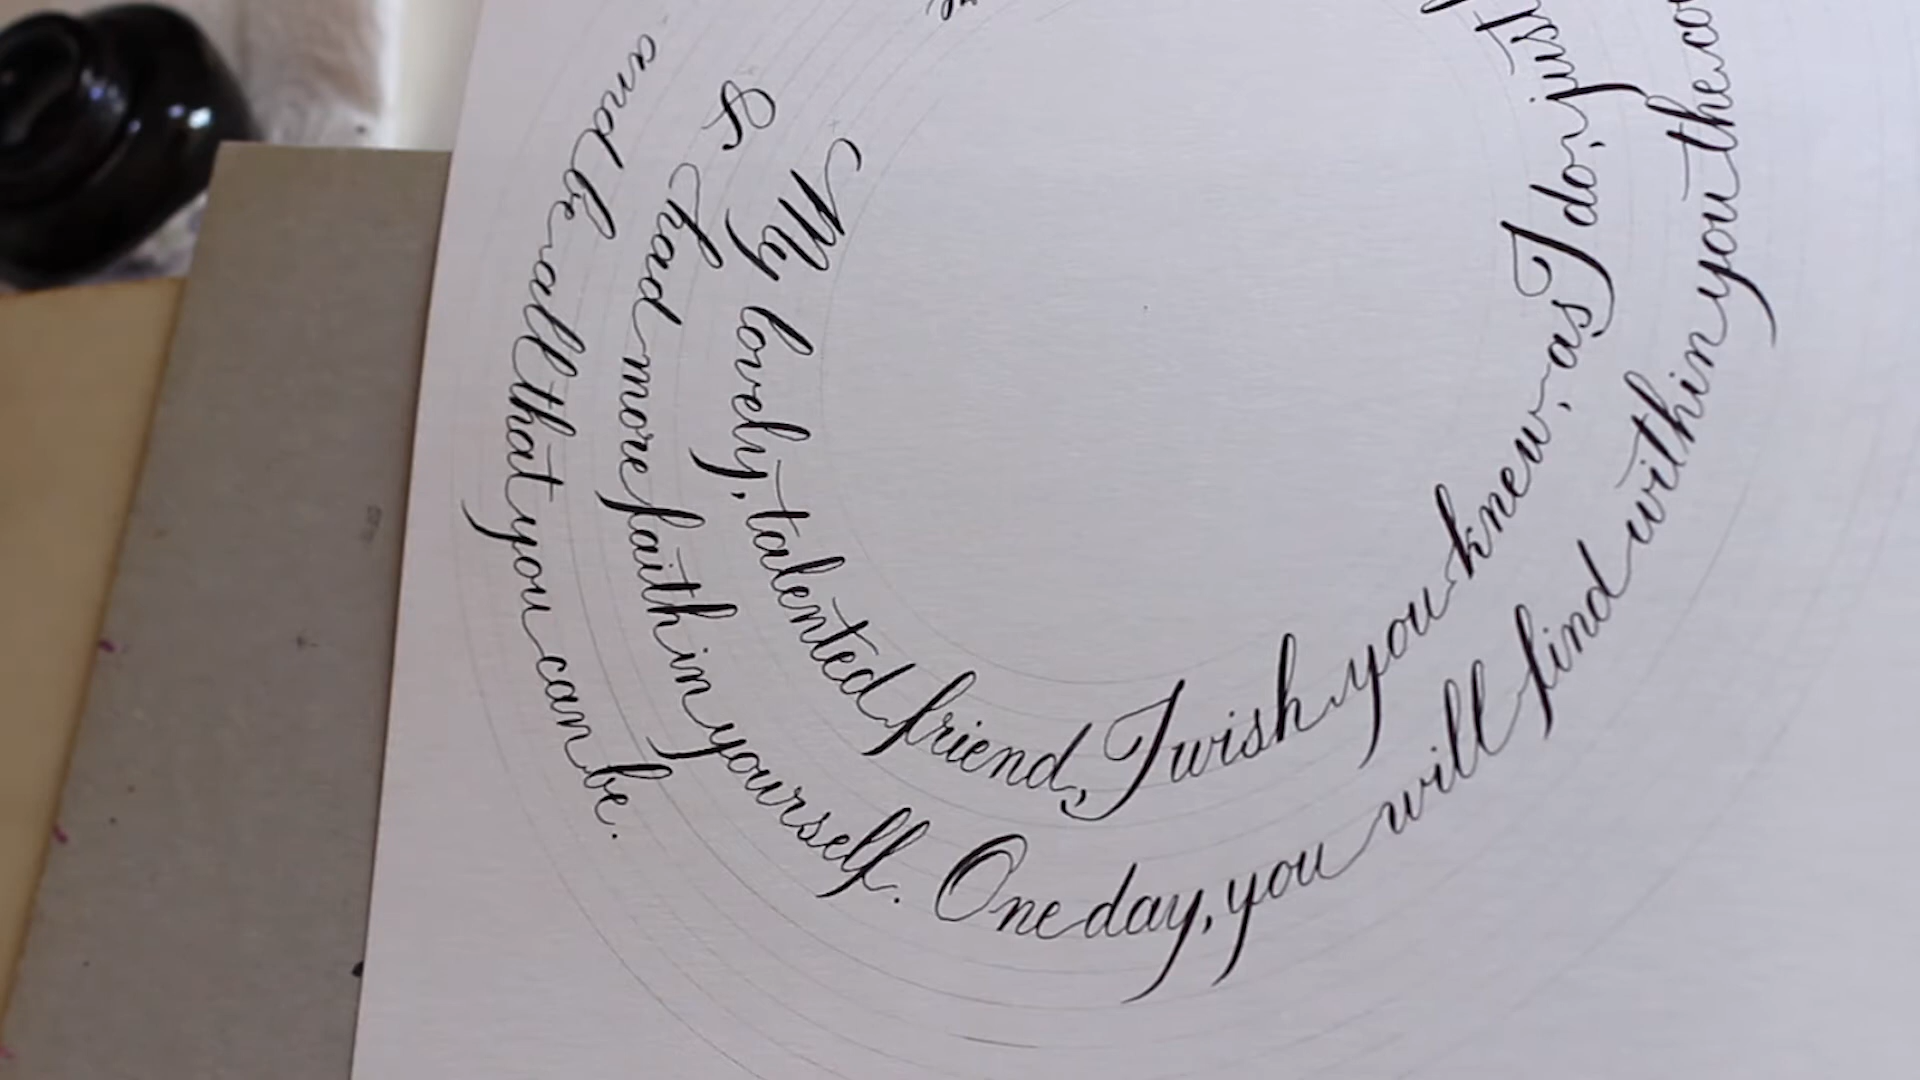 My lovely, talented friend, I wish you knew, as I do, just
& had more faith in yourself. One day, you will find within you the
and be all that you can be.